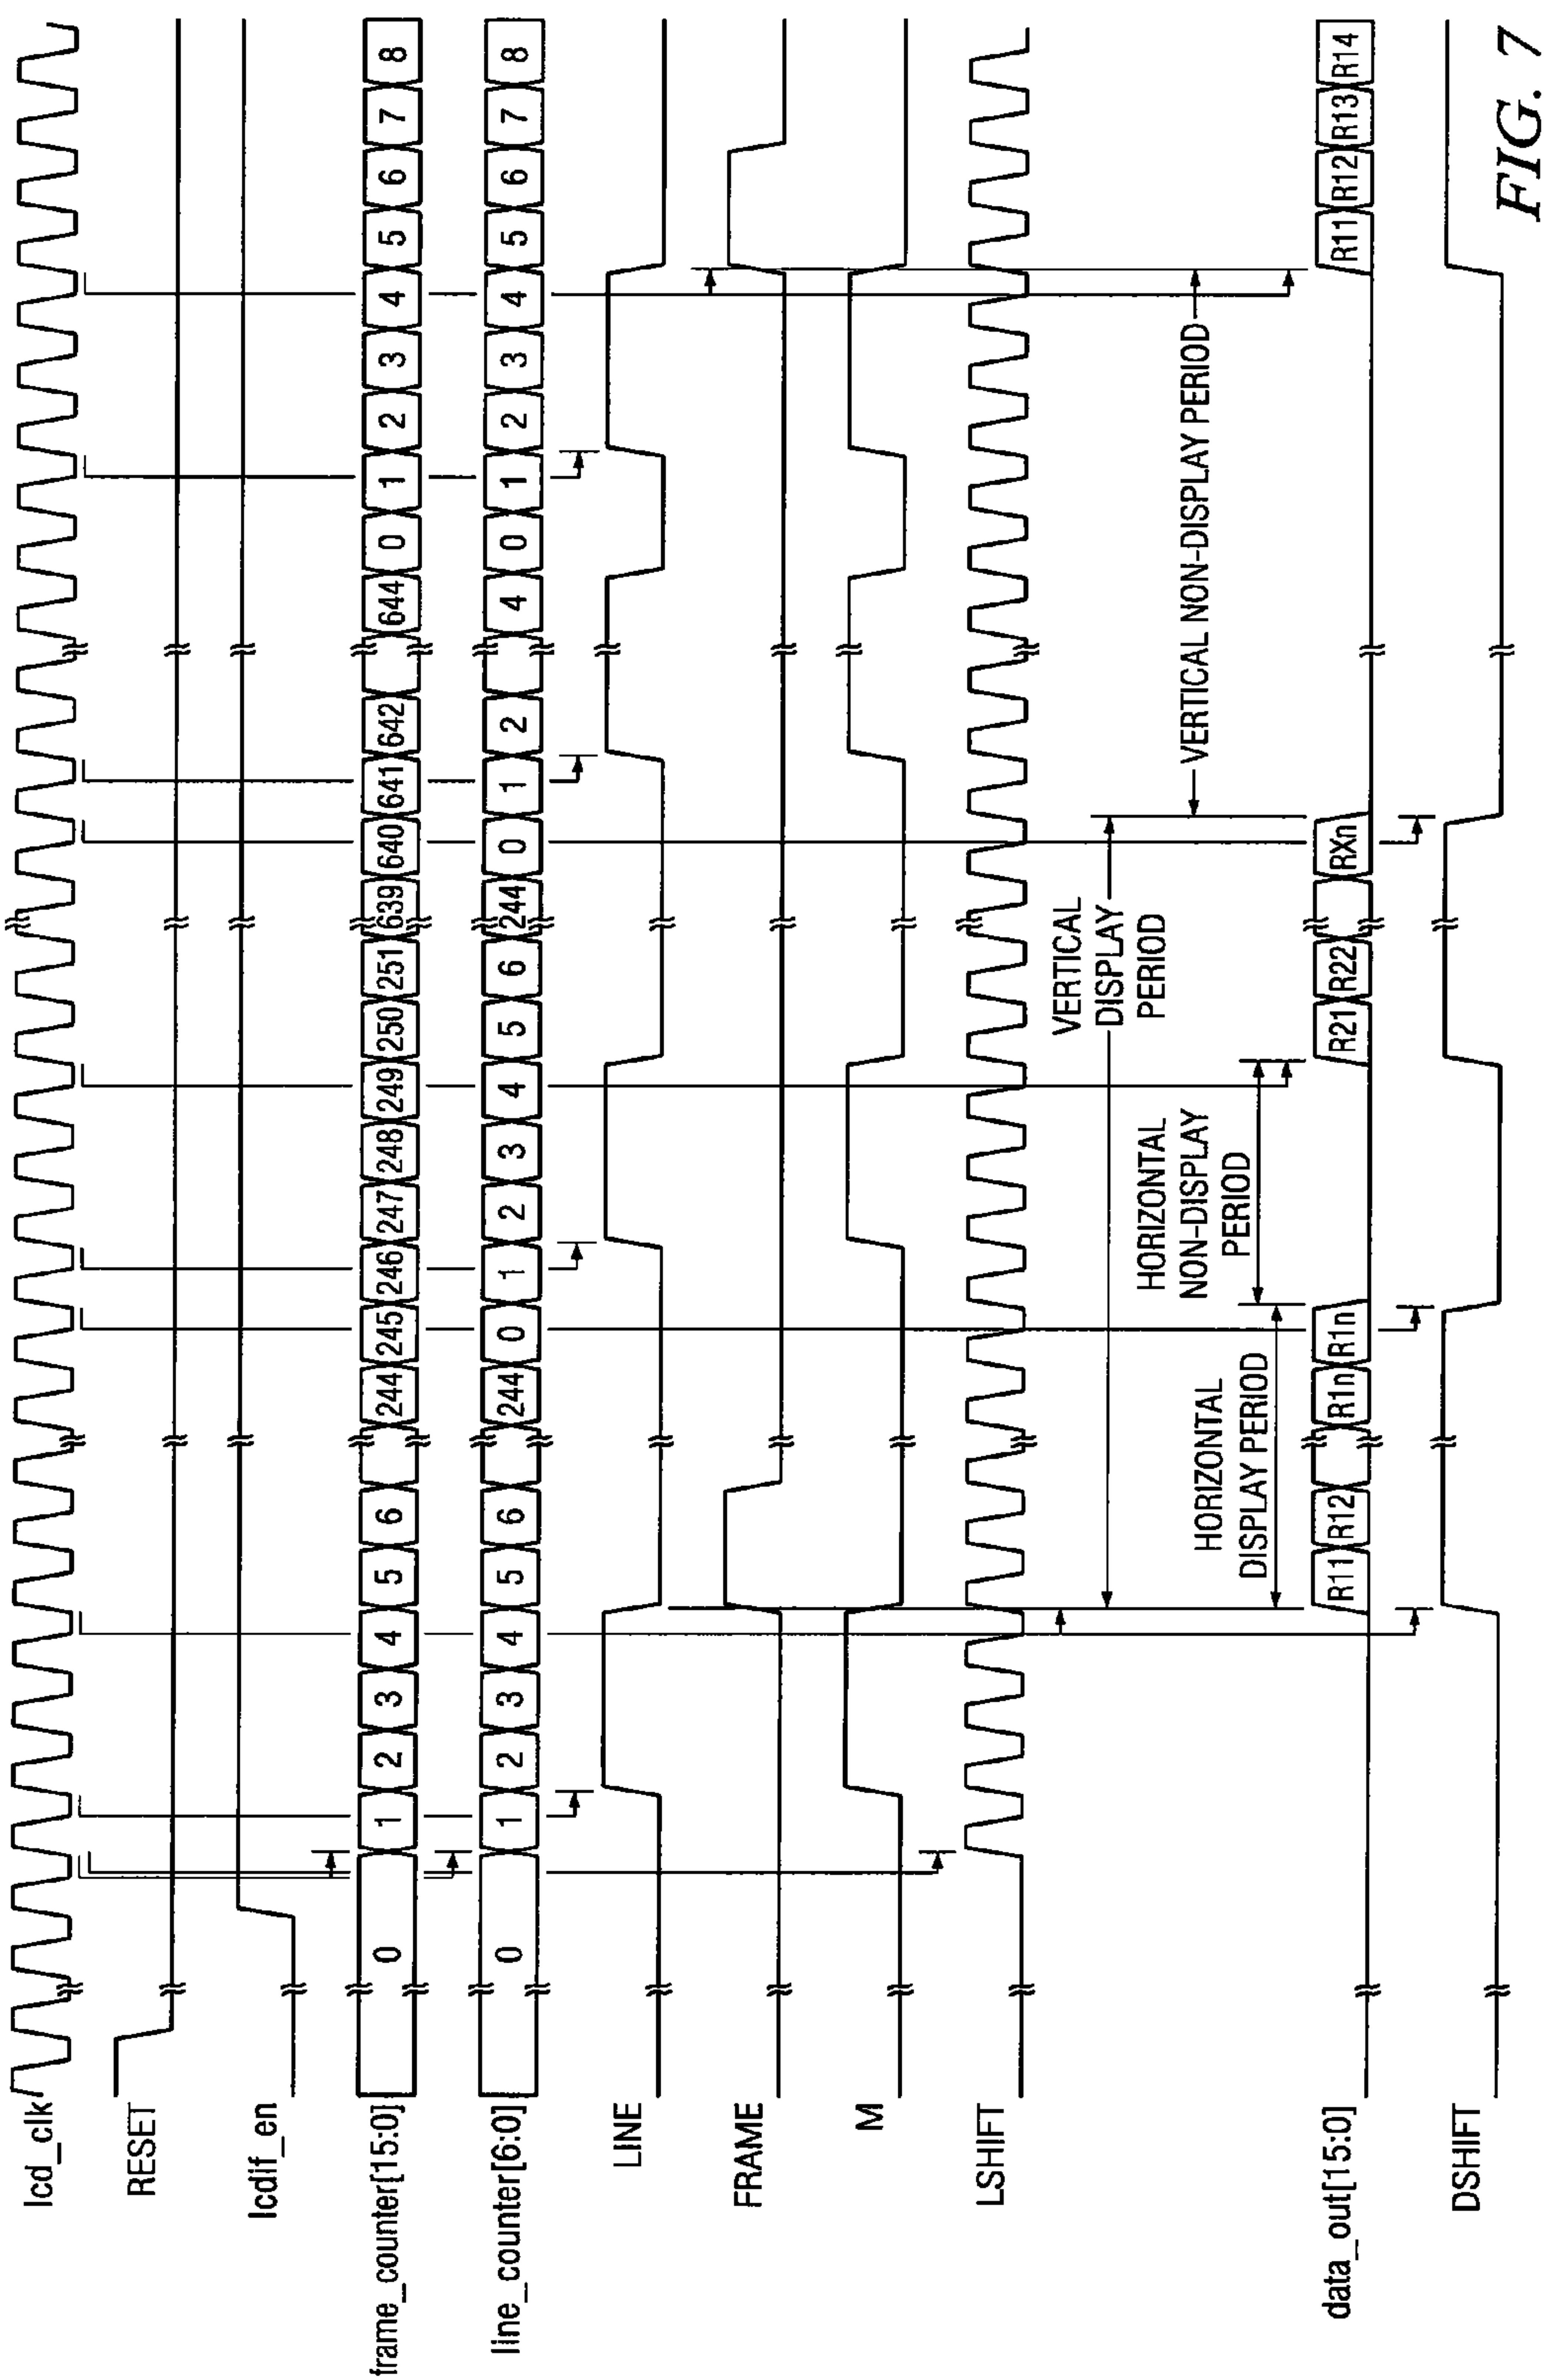 lcd_clk
RESET
lcdif_en
frame_counter[15:0] 0 1 2 3 4 5 6 244 245 246 247 248 249 250 251 639 640 641 642 644 0 1 2 3 4 5 6 7 8
line_counter[6:0] 0 1 2 3 4 5 6 244 0 1 2 3 4 5 6 244 0 1 2 4 0 1 2 3 4 5 6 7 8
LINE
FRAME
M
LSHIFT
VERTICAL
DISPLAY
PERIOD
HORIZONTAL
NON-DISPLAY
PERIOD
VERTICAL NON-DISPLAY PERIOD
HORIZONTAL
DISPLAY PERIOD
data_out[15:0] R11 R12 R1n R1n R21 R22 RXn R11 R12 R13 R14
DSHIFT
FIG. 7